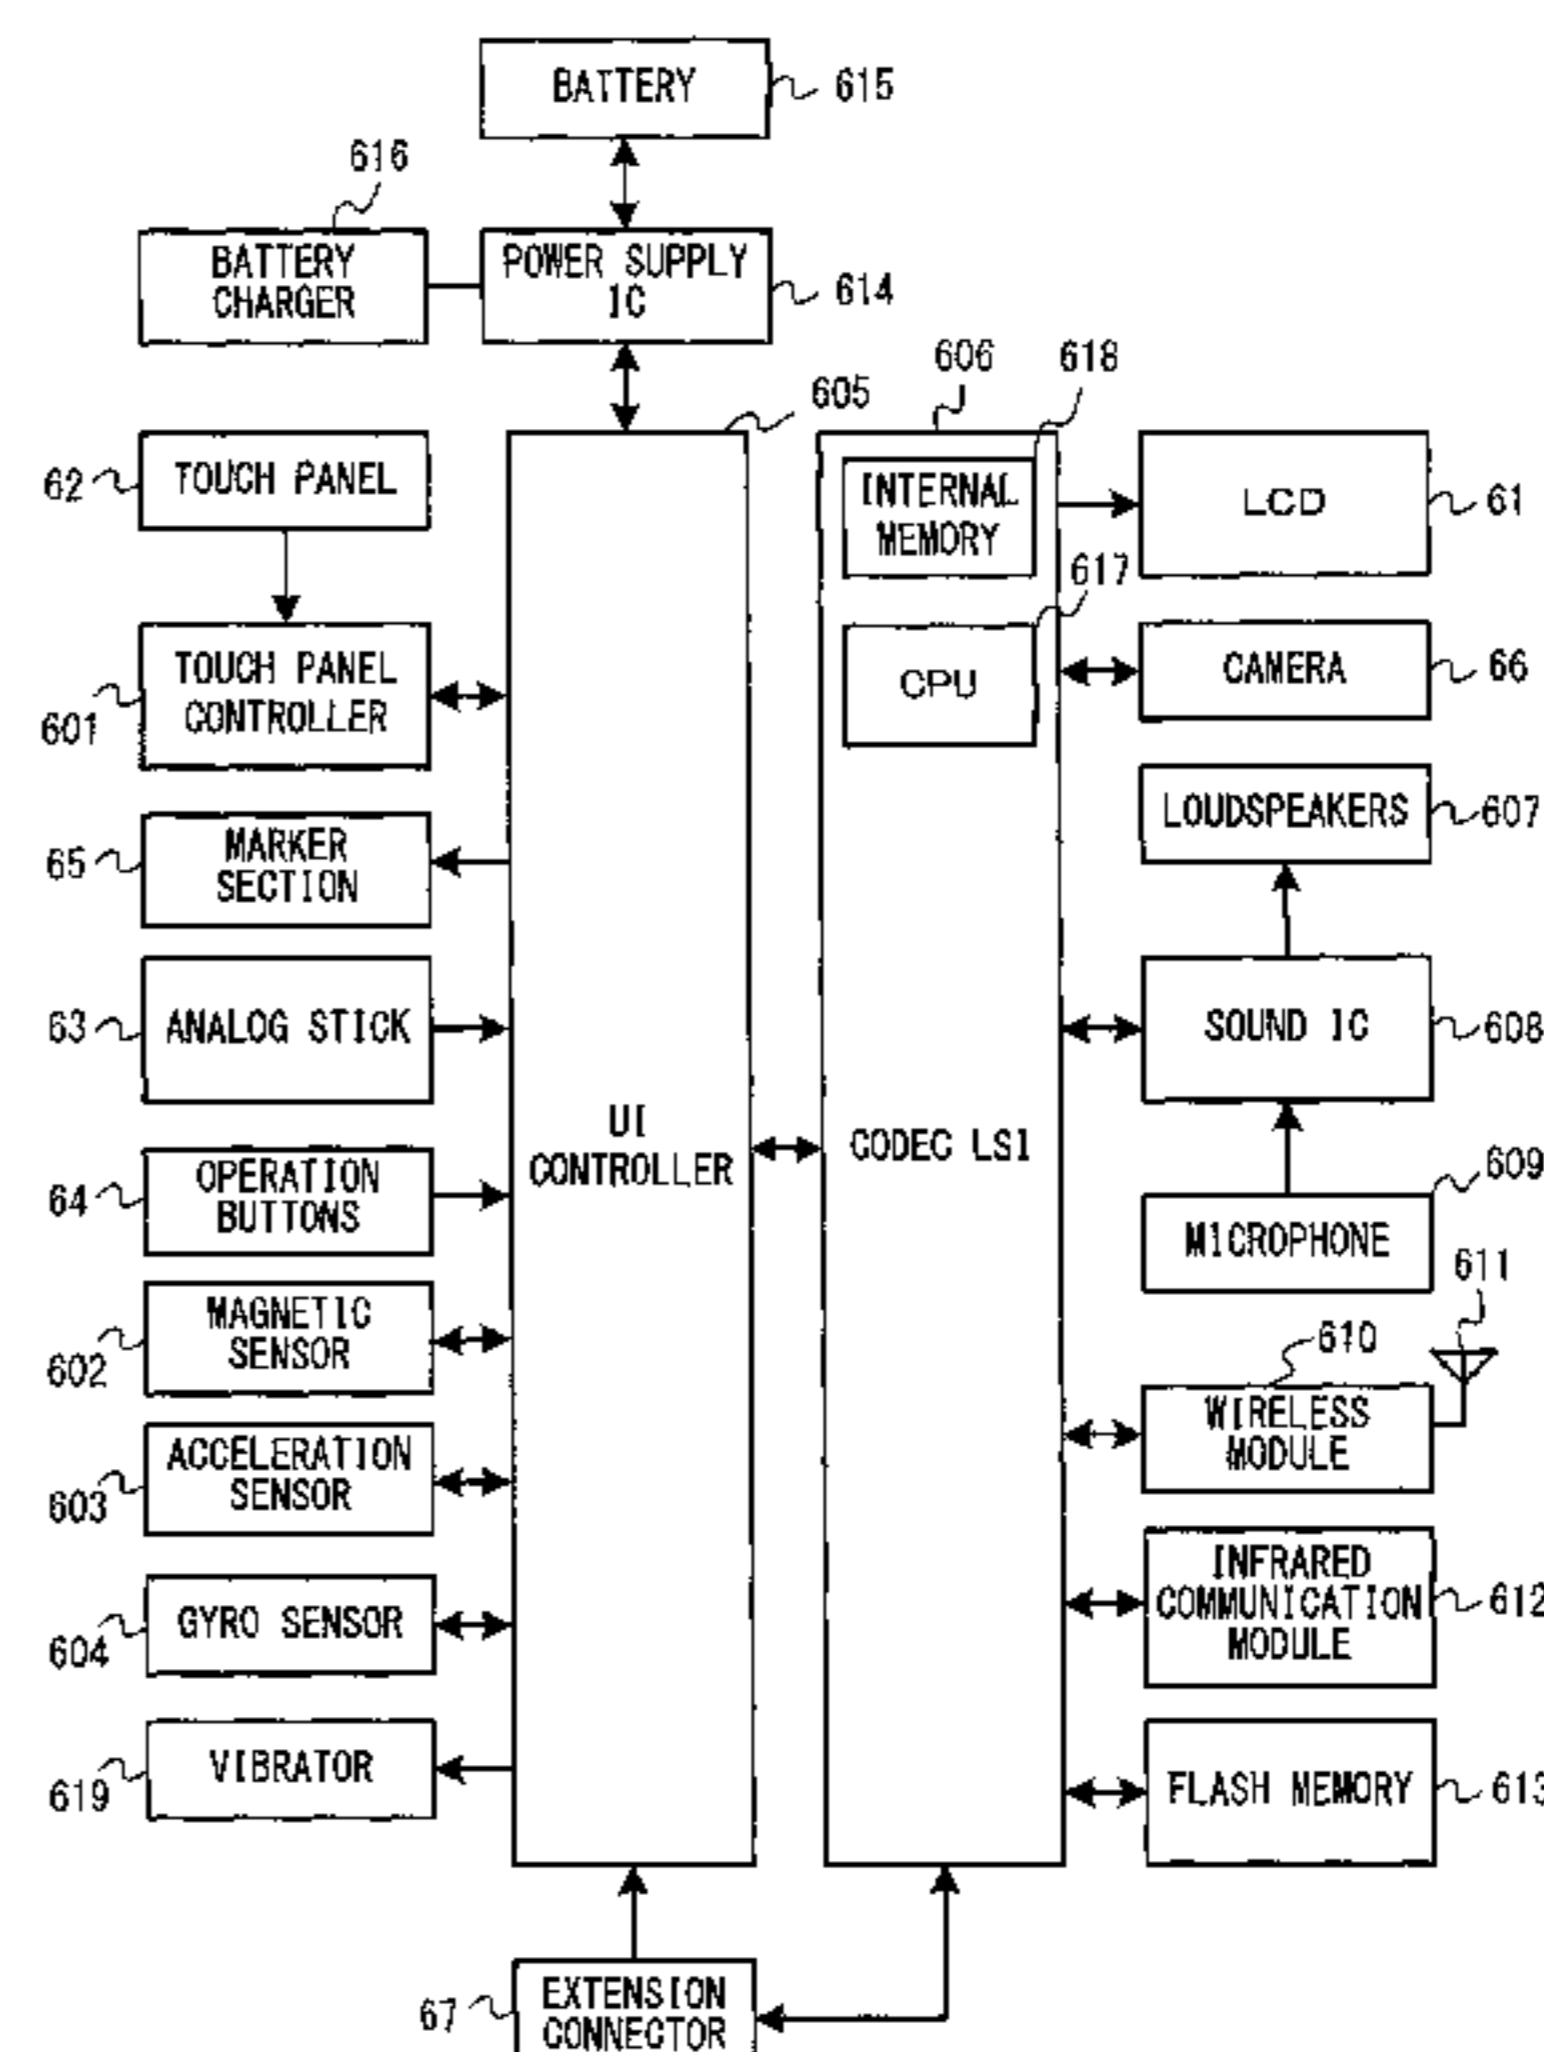 BATTERY
615
616
BATTERY
CHARGER
POWER SUPPLY
IC
614
605
606
618
62
TOUCH PANEL
INTERNAL
MEMORY
LCD
61
617
601
TOUCH PANEL
CONTROLLER
CPU
CAMERA
66
LOUDSPEAKERS
607
65
MARKER
SECTION
63
ANALOG STICK
SOUND IC
608
UI
CONTROLLER
CODEC LSI
64
OPERATION
BUTTONS
609
MICROPHONE
611
602
MAGNETIC
SENSOR
610
WIRELESS
MODULE
603
ACCELERATION
SENSOR
604
GYRO SENSOR
INFRARED
COMMUNICATION
MODULE
612
619
VIBRATOR
FLASH MEMORY
613
67
EXTENSION
CONNECTOR